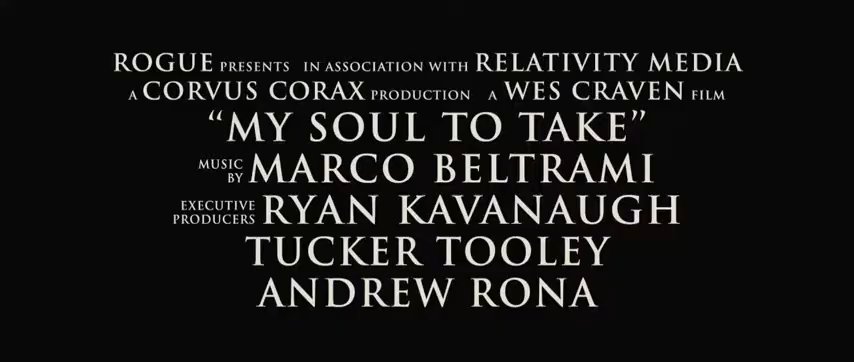 ROGUE PRESENTS IN ASSOCIATION WITH RELATIVITY MEDIA
A CORVUS CORAX PRODUCTION A WES CRAVEN FILM
“MY SOUL TO TAKE”
MUSIC BY MARCO BELTRAMI
EXECUTIVE PRODUCERS RYAN KAVANAUGH
TUCKER TOOLEY
ANDREW RONA